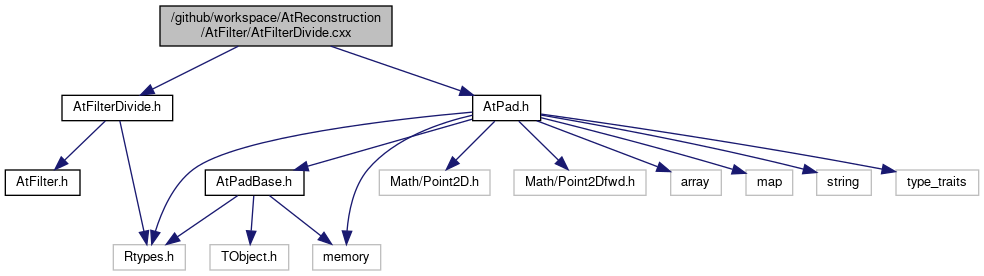 /github/workspace/AtReconstruction
/AtFilter/AtFilterDivide.cxx
AtFilterDivide.h
AtPad.h
AtFilter.h
AtPadBase.h
Math/Point2D.h
Math/Point2Dfwd.h
array
map
string
type_traits
Rtypes.h
TObject.h
memory